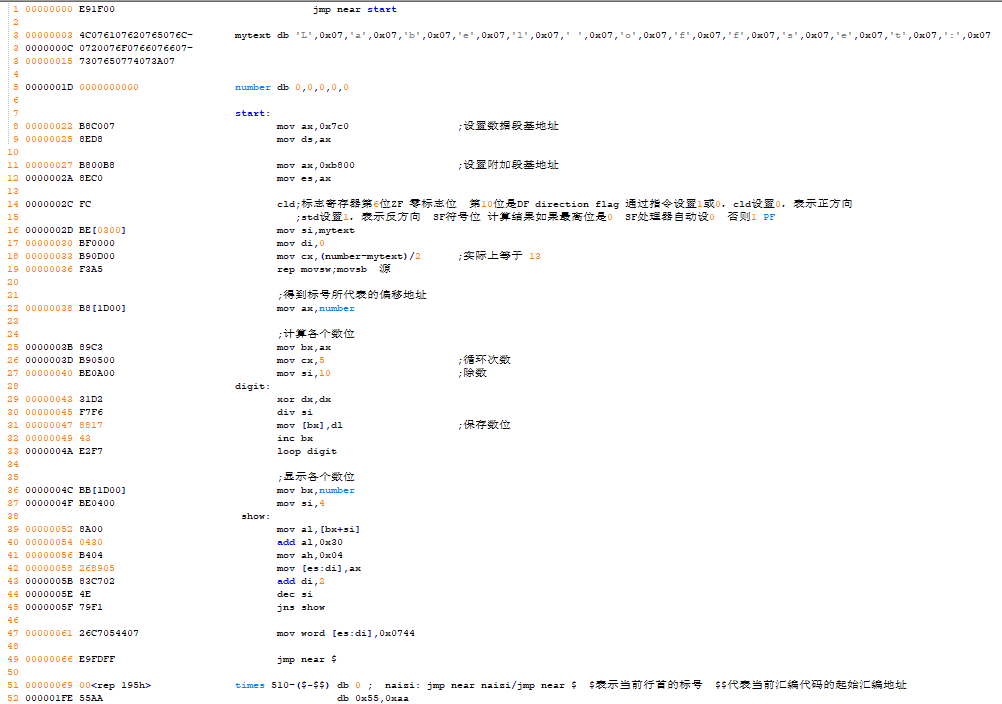 1 00000000 E91F00 jmp near start
2
3 00000003 4C076107620765076C- mytext db 'L',0x07,'a',0x07,'b',0x07,'e',0x07,'l',0x07,' ',0x07,'o',0x07,'f',0x07,'f',0x07,'s',0x07,'e',0x07,'t',0x07,':',0x07
3 0000000C 0720076F0766076607-
3 00000015 7307650774073A07
4
5 0000001D 0000000000 number db 0,0,0,0,0
6
7 start:
8 00000022 B8C007 mov ax,0x7c0 ;设置数据段基地址
9 00000025 8ED8 mov ds,ax
10
11 00000027 B800B8 mov ax,0xb800 ;设置附加段基地址
12 0000002A 8EC0 mov es,ax
13
14 0000002C FC cld;标志寄存器第6位ZF 零标志位 第10位是DF direction flag 通过指令设置1或0. cld设置0. 表示正方向
15 ;std设置1. 表示反方向 SF符号位 计算结果如果最高位是0 SF处理器自动设0 否则1 PF
16 0000002D BE[0300] mov si,mytext
17 00000030 BF0000 mov di,0
18 00000033 B90D00 mov cx,(number-mytext)/2 ;实际上等于 13
19 00000036 F3A5 rep movsw;movsb 源
20
21 ;得到标号所代表的偏移地址
22 00000038 B8[1D00] mov ax,number
23
24 ;计算各个数位
25 0000003B 89C3 mov bx,ax
26 0000003D B90500 mov cx,5 ;循环次数
27 00000040 BE0A00 mov si,10 ;除数
28 digit:
29 00000043 31D2 xor dx,dx
30 00000045 F7F6 div si
31 00000047 8817 mov [bx],dl ;保存数位
32 00000049 43 inc bx
33 0000004A E2F7 loop digit
34
35 ;显示各个数位
36 0000004C BB[1D00] mov bx,number
37 0000004F BE0400 mov si,4
38 show:
39 00000052 8A00 mov al,[bx+si]
40 00000054 0430 add al,0x30
41 00000056 B404 mov ah,0x04
42 00000058 268905 mov [es:di],ax
43 0000005B 83C702 add di,2
44 0000005E 4E dec si
45 0000005F 79F1 jns show
46
47 00000061 26C7054407 mov word [es:di],0x0744
48
49 00000066 E9FDFF jmp near $
50
51 00000069 00<rep 195h> times 510-($-$$) db 0 ; naizi: jmp near naizi/jmp near $ $表示当前行首的标号 $$代表当前汇编代码的起始汇编地址
52 000001FE 55AA db 0x55,0xaa